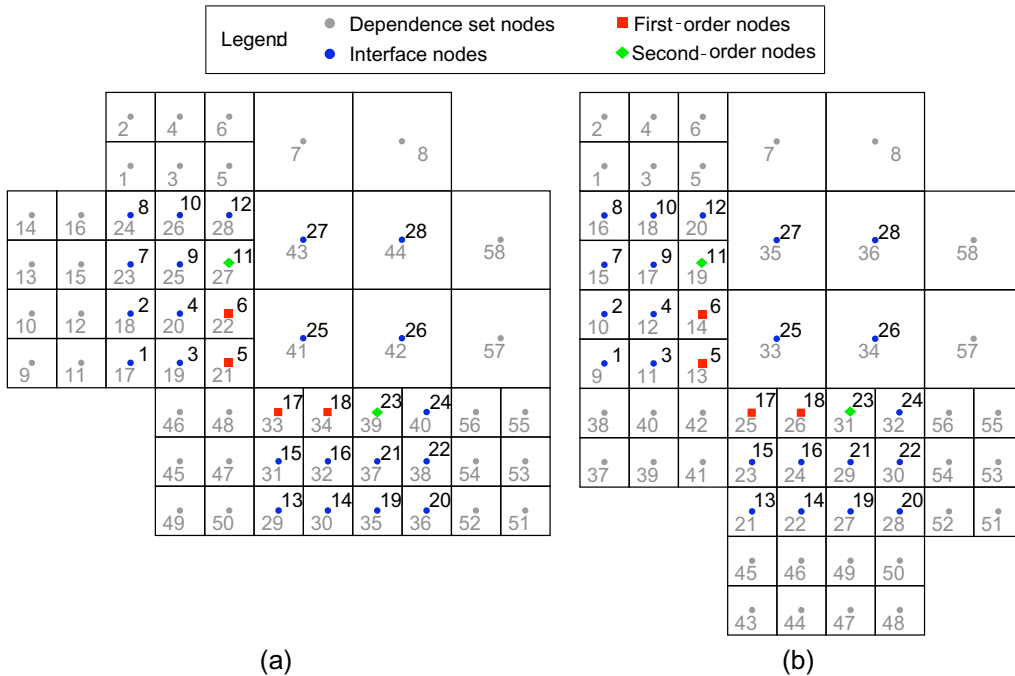 Legend:
Dependence set nodes
First-order nodes
Interface nodes
Second-order nodes
2 4 6 7 8
1 3 5
14 16 8 24 10 26 12 28 27 43 28 44 58
13 15 7 23 9 25 11 27
10 12 2 18 4 20 6 22 25 41 26 42 57
9 11 1 17 3 19 5 21
46 48 17 33 18 34 23 39 24 40 56 55
45 47 15 31 16 32 21 37 22 38 54 53
49 50 13 29 14 30 19 35 20 36 52 51
(a)
2 4 6 7 8
1 3 5
8 16 10 18 12 20 27 35 28 36 58
7 15 9 17 11 19
2 10 4 12 6 14 25 33 26 34 57
1 9 3 11 5 13
38 40 42 17 25 18 26 23 31 24 32 56 55
37 39 41 15 23 16 24 21 29 22 30 54 53
13 21 14 22 19 27 20 28 52 51
45 46 49 50
43 44 47 48
(b)